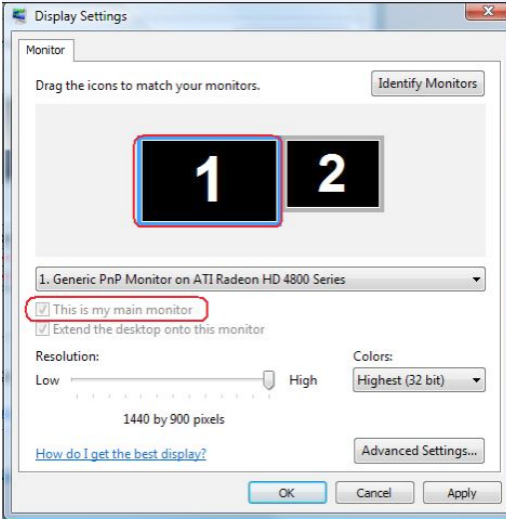 Display Settings
Monitor
Drag the icons to match your monitors.
Identify Monitors
1
2
1. Generic PnP Monitor on ATI Radeon HD 4800 Series
This is my main monitor
Extend the desktop onto this monitor
Resolution:
Colors:
Low
High
Highest (32 bit)
1440 by 900 pixels
How do I get the best display?
Advanced Settings...
OK
Cancel
Apply